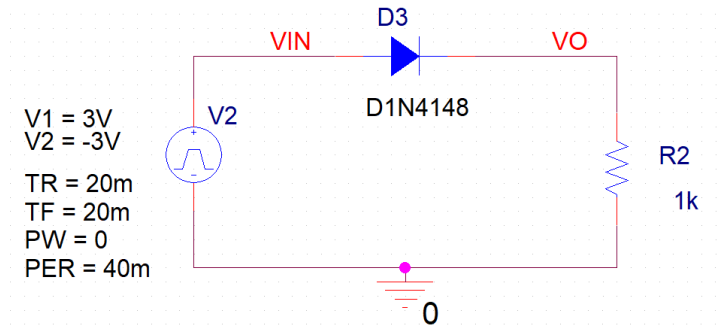 D3
VIN
VO
D1N4148
V1 = 3V
V2 = -3V
V2
TR = 20m
TF = 20m
PW = 0
PER = 40m
R2
1k
0